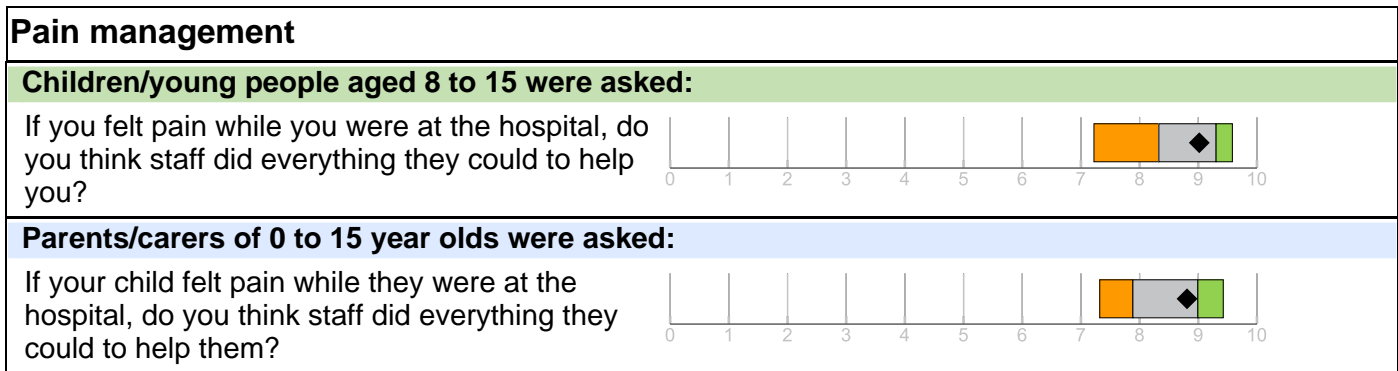 Pain management
Children/young people aged 8 to 15 were asked:
If you felt pain while you were at the hospital, do
you think staff did everything they could to help
you?
0 1 2 3 4 5 6 7 8 9 10
Parents/carers of 0 to 15 year olds were asked:
If your child felt pain while they were at the
hospital, do you think staff did everything they
could to help them?
0 1 2 3 4 5 6 7 8 9 10